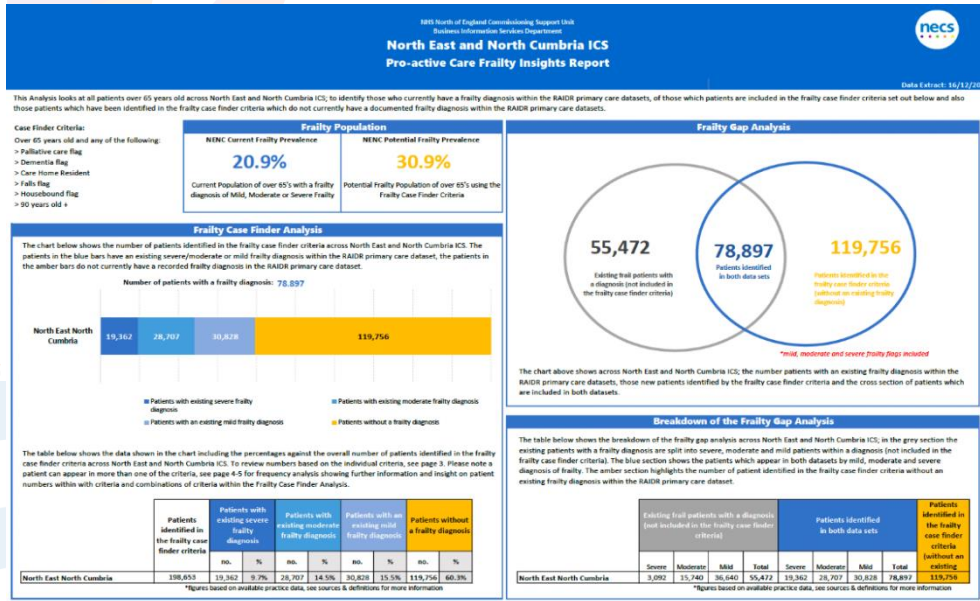 NHS North of England Commissioning Support Unit
Business Information Services Department
North East and North Cumbria ICS
Pro-active Care Frailty Insights Report
necs
Data Extract: 16/12/20
This Analysis looks at all patients over 65 years old across North East and North Cumbria ICS; to identify those who currently have a frailty diagnosis within the RAIDR primary care datasets, of those which patients are included in the frailty case finder criteria set out below and also
those patients which have been identified in the frailty case finder criteria which do not currently have a documented frailty diagnosis within the RAIDR primary care datasets.
Case Finder Criteria:
Over 65 years old and any of the following:
> Palliative care flag
> Dementia flag
> Care Home Resident
> Falls flag
> Housebound flag
> 90 years old +
Frailty Population
NENC Current Frailty Prevalence
20.9%
Current Population of over 65's with a frailty
diagnosis of Mild, Moderate or Severe Frailty
NENC Potential Frailty Prevalence
30.9%
Potential Frailty Population of over 65's using the
Frailty Case Finder Criteria
Frailty Case Finder Analysis
The chart below shows the number of patients identified in the frailty case finder criteria across North East and North Cumbria ICS. The
patients in the blue bars have an existing severe/moderate or mild frailty diagnosis within the RAIDR primary care dataset, the patients in
the amber bars do not currently have a recorded frailty diagnosis in the RAIDR primary care dataset.
Number of patients with a frailty diagnosis: 78,897
North East North
Cumbria
19,362 28,707 30,828 119,756
Patients with existing severe frailty
diagnosis
Patients with existing moderate frailty diagnosis
Patients with an existing mild frailty diagnosis
Patients without a frailty diagnosis
The table below shows the data shown in the chart including the percentages against the overall number of patients identified in the frailty
case finder criteria across North East and North Cumbria ICS. To review numbers based on the individual criteria, see page 3. Please note a
patient can appear in more than one of the criteria, see page 4-5 for frequency analysis showing further information and insight on patient
numbers within with criteria and combinations of criteria within the Frailty Case Finder Analysis.
Patients
identified in
the frailty case
finder criteria
Patients with
existing severe
frailty
diagnosis
Patients with
existing moderate
frailty diagnosis
Patients with an
existing mild
frailty diagnosis
Patients without
a frailty diagnosis
no. % no. % no. % no. %
North East North Cumbria 198,653 19,362 9.7% 28,707 14.5% 30,828 15.5% 119,756 60.3%
*figures based on available practice data, see sources & definitions for more information
Frailty Gap Analysis
55,472
Existing frail patients with
a diagnosis (not included in
the frailty case finder criteria)
78,897
Patients identified
in both data sets
119,756
Patients identified in the
frailty case finder criteria
(without an existing frailty
diagnosis)
*mild, moderate and severe frailty flags included
The chart above shows across North East and North Cumbria ICS; the number patients with an existing frailty diagnosis within the
RAIDR primary care datasets, those new patients identified by the frailty case finder criteria and the cross section of patients which
are included in both datasets.
Breakdown of the Frailty Gap Analysis
The table below shows the breakdown of the frailty gap analysis across North East and North Cumbria ICS; in the grey section the
existing patients with a frailty diagnosis are split into severe, moderate and mild patients within a diagnosis (not included in the
frailty case finder criteria). The blue section shows the patients which appear in both datasets by mild, moderate and severe
diagnosis of frailty. The amber section highlights the number of patient identified in the frailty case finder criteria without an
existing frailty diagnosis within the RAIDR primary care dataset.
Existing frail patients with a diagnosis
(not included in the frailty case finder
criteria)
Patients identified
in both data sets
Patients
identified in
the frailty
case finder
criteria
(without an
existing
Severe Moderate Mild Total Severe Moderate Mild Total
North East North Cumbria 3,092 15,740 36,640 55,472 19,362 28,707 30,828 78,897 119,756
*figures based on available practice data, see sources & definitions for more information